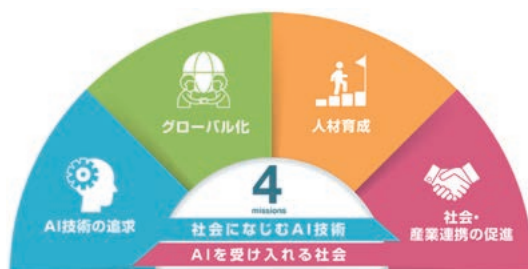 グローバル化
人材育成
AI技術の追求
社会・
産業連携の促進
4
missions
社会になじむAI技術
AIを受け入れる社会